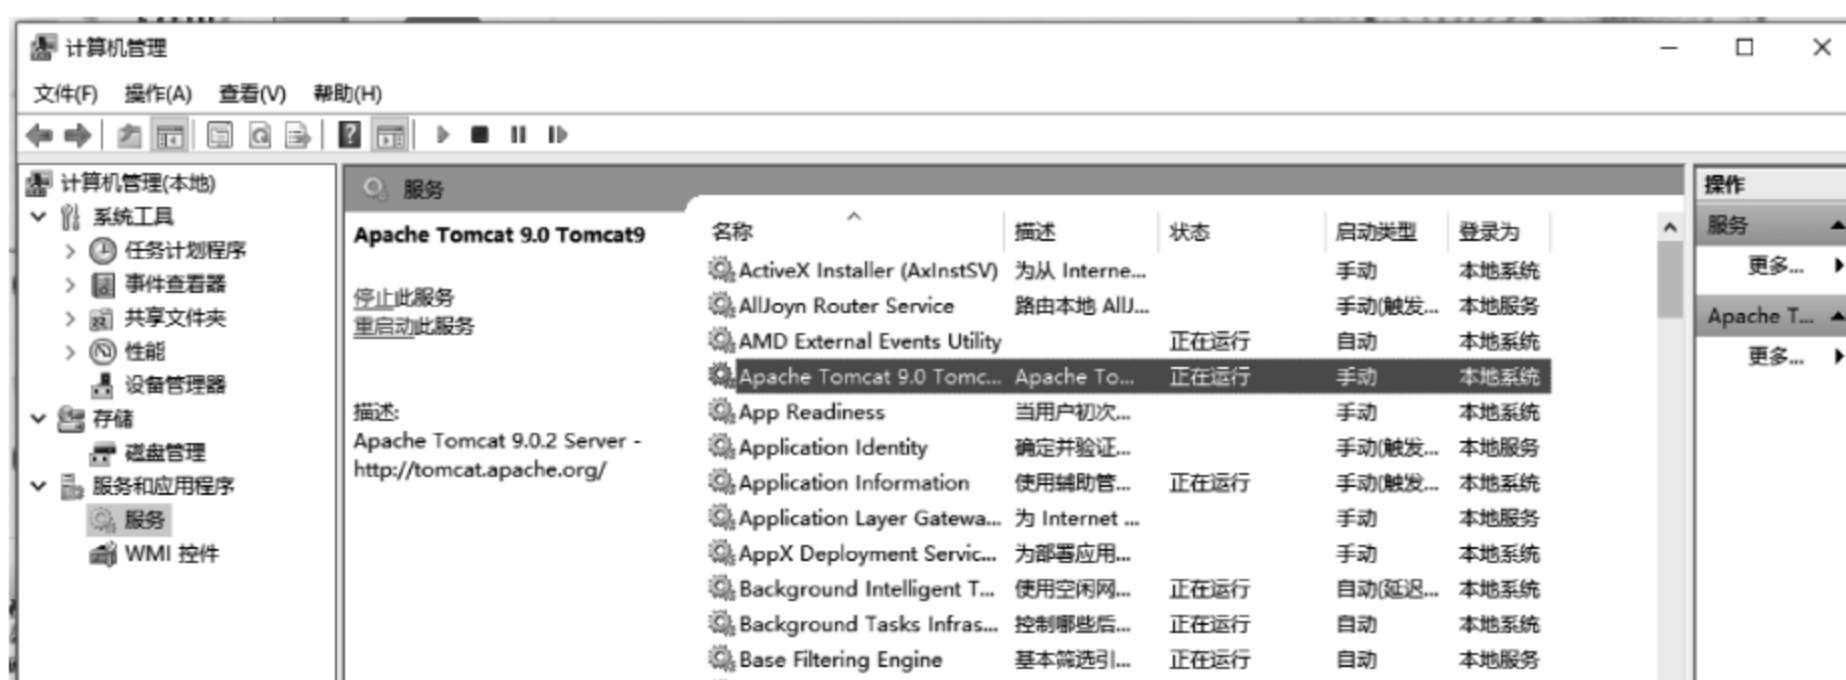 计算机管理
文件(F) 操作(A) 查看(V) 帮助(H)
计算机管理(本地)
系统工具
任务计划程序
事件查看器
共享文件夹
性能
设备管理器
存储
磁盘管理
服务和应用程序
服务
WMI 控件
服务
Apache Tomcat 9.0 Tomcat9
停止此服务
重启动此服务
描述:
Apache Tomcat 9.0.2 Server -
http://tomcat.apache.org/
名称 描述 状态 启动类型 登录为
ActiveX Installer (AxInstSV) 为从 Interne... 手动 本地系统
AllJoyn Router Service 路由本地 AllJ... 手动(触发... 本地服务
AMD External Events Utility 正在运行 自动 本地系统
Apache Tomcat 9.0 Tomc... Apache To... 正在运行 手动 本地系统
App Readiness 当用户初次... 手动 本地系统
Application Identity 确定并验证... 手动(触发... 本地服务
Application Information 使用辅助管... 正在运行 手动(触发... 本地系统
Application Layer Gatewa... 为 Internet ... 手动 本地服务
AppX Deployment Servic... 为部署应用... 手动 本地系统
Background Intelligent T... 使用空闲网... 正在运行 自动(延迟... 本地系统
Background Tasks Infras... 控制哪些后... 正在运行 自动 本地系统
Base Filtering Engine 基本筛选引... 正在运行 自动 本地服务
操作
服务
更多...
Apache T...
更多...